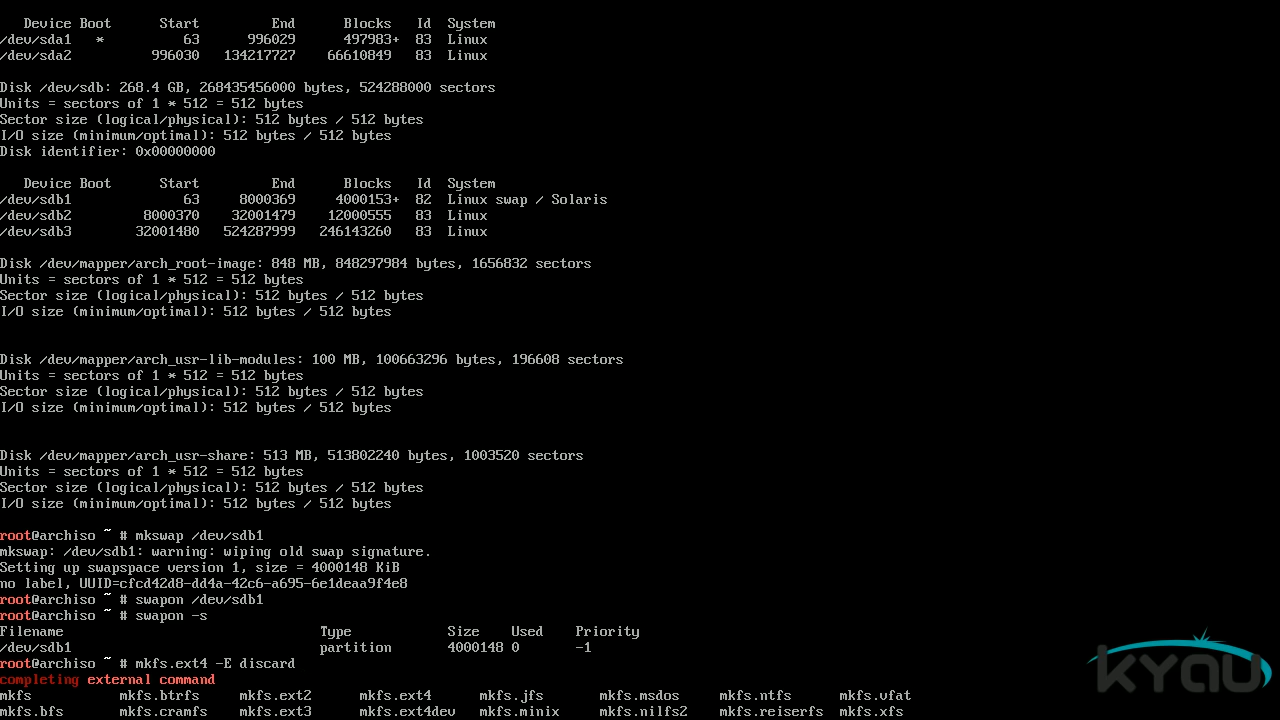 Device Boot Start End Blocks Id System
/dev/sda1 * 63 996029 497983+ 83 Linux
/dev/sda2 996030 134217727 66610849 83 Linux
Disk /dev/sdb: 268.4 GB, 268435456000 bytes, 524288000 sectors
Units = sectors of 1 * 512 = 512 bytes
Sector size (logical/physical): 512 bytes / 512 bytes
I/O size (minimum/optimal): 512 bytes / 512 bytes
Disk identifier: 0x00000000
Device Boot Start End Blocks Id System
/dev/sdb1 63 8000369 4000153+ 82 Linux swap / Solaris
/dev/sdb2 8000370 32001479 12000555 83 Linux
/dev/sdb3 32001480 524287999 246143260 83 Linux
Disk /dev/mapper/arch_root-image: 848 MB, 848297984 bytes, 1656832 sectors
Units = sectors of 1 * 512 = 512 bytes
Sector size (logical/physical): 512 bytes / 512 bytes
I/O size (minimum/optimal): 512 bytes / 512 bytes
Disk /dev/mapper/arch_usr-lib-modules: 100 MB, 100663296 bytes, 196608 sectors
Units = sectors of 1 * 512 = 512 bytes
Sector size (logical/physical): 512 bytes / 512 bytes
I/O size (minimum/optimal): 512 bytes / 512 bytes
Disk /dev/mapper/arch_usr-share: 513 MB, 513802240 bytes, 1003520 sectors
Units = sectors of 1 * 512 = 512 bytes
Sector size (logical/physical): 512 bytes / 512 bytes
I/O size (minimum/optimal): 512 bytes / 512 bytes
root@archiso ~ # mkswap /dev/sdb1
mkswap: /dev/sdb1: warning: wiping old swap signature.
Setting up swapspace version 1, size = 4000148 KiB
no label, UUID=cfcd42d8-dd4a-42c6-a695-6e1deaa9f4e8
root@archiso ~ # swapon /dev/sdb1
root@archiso ~ # swapon -s
Filename Type Size Used Priority
/dev/sdb1 partition 4000148 0 -1
root@archiso ~ # mkfs.ext4 -E discard
completing external command
mkfs mkfs.btrfs mkfs.ext2 mkfs.ext4 mkfs.jfs mkfs.msdos mkfs.ntfs mkfs.vfat
mkfs.bfs mkfs.cramfs mkfs.ext3 mkfs.ext4dev mkfs.minix mkfs.nilfs2 mkfs.reiserfs mkfs.xfs
kyau